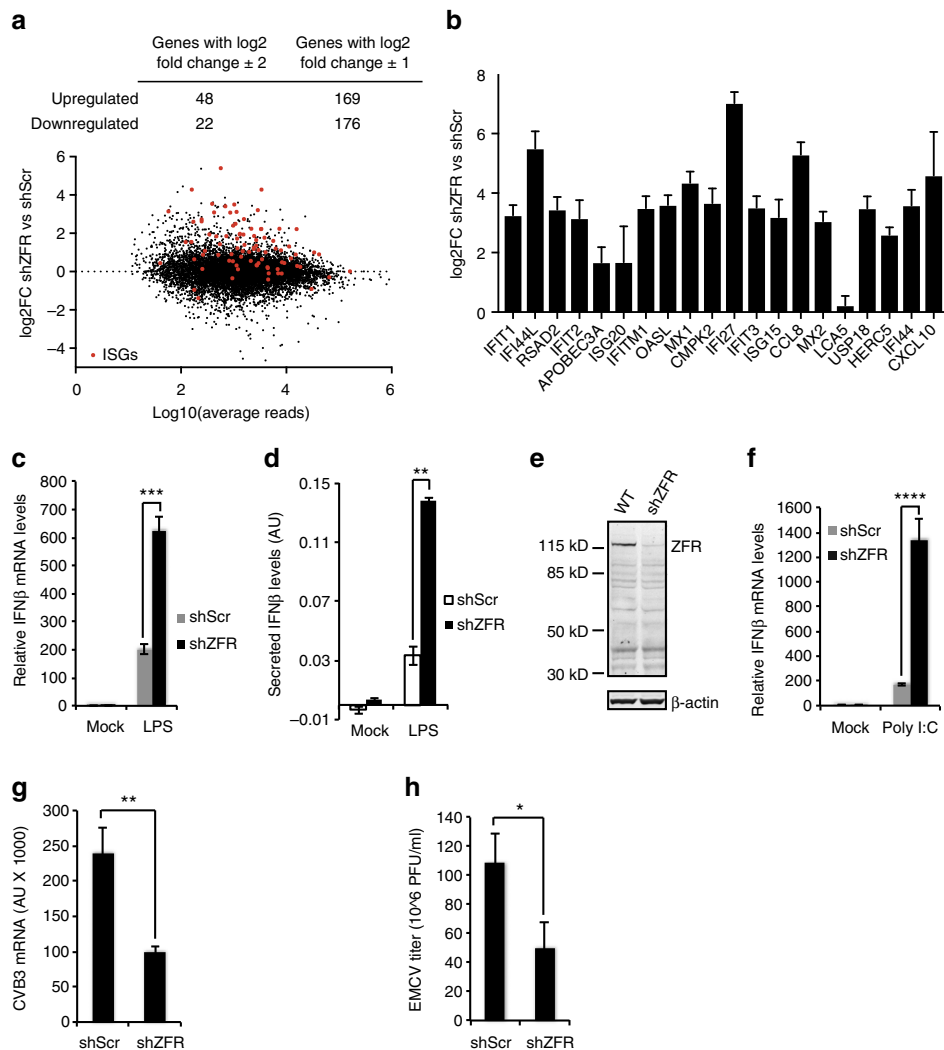 a
Genes with log2 fold change ± 2
Genes with log2 fold change ± 1
Upregulated 48 169
Downregulated 22 176
log2FC shZFR vs shScr
6
4
2
0
−2
−4
ISGs
0 2 4 6
Log10(average reads)
b
log2FC shZFR vs shScr
8
6
4
2
0
IFIT1
IFI44L
RSAD2
IFIT2
APOBEC3A
ISG20
IFITM1
OASL
MX1
CMPK2
IFI27
IFIT3
ISG15
CCL8
MX2
LCA5
USP18
HERC5
IFI44
CXCL10
c
Relative IFNβ mRNA levels
800
700
600
500
400
300
200
100
0
***
shScr
shZFR
Mock LPS
d
Secreted IFNβ levels (AU)
0.15
0.11
0.07
0.03
−0.01
**
shScr
shZFR
Mock LPS
e
WT
shZFR
115 kD
ZFR
85 kD
50 kD
30 kD
β-actin
f
Relative IFNβ mRNA levels
1600
1400
1200
1000
800
600
400
200
0
****
shScr
shZFR
Mock Poly I:C
g
CVB3 mRNA (AU X 1000)
300
250
200
150
100
50
0
**
shScr shZFR
h
EMCV titer (10^6 PFU/ml)
140
120
100
80
60
40
20
0
*
shScr shZFR